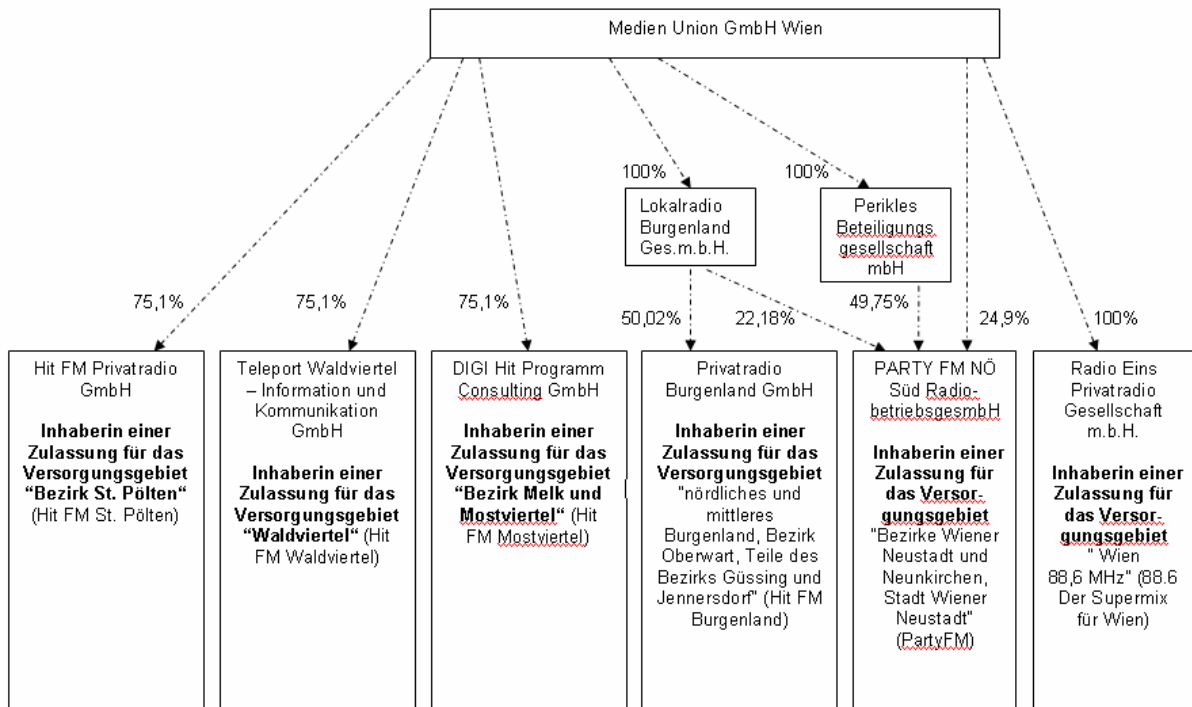 Medien Union GmbH Wien
100%
100%
Lokalradio
Burgenland
Ges.m.b.H.
Perikles
Beteiligungs
gesellschaft
mbH
75,1%
75,1%
75,1%
50,02%
22,18%
49,75%
24,9%
100%
Hit FM Privatradio
GmbH
Inhaberin einer
Zulassung für das
Versorgungsgebiet
“Bezirk St. Pölten“
(Hit FM St. Pölten)
Teleport Waldviertel
– Information und
Kommunikation
GmbH
Inhaberin einer
Zulassung für das
Versorgungsgebiet
“Waldviertel“ (Hit
FM Waldviertel)
DIGI Hit Programm
Consulting GmbH
Inhaberin einer
Zulassung für das
Versorgungsgebiet
“Bezirk Melk und
Mostviertel“ (Hit
FM Mostviertel)
Privatradio
Burgenland GmbH
Inhaberin einer
Zulassung für das
Versorgungsgebiet
"nördliches und
mittleres
Burgenland, Bezirk
Oberwart, Teile des
Bezirks Güssing und
Jennersdorf" (Hit FM
Burgenland)
PARTY FM NÖ
Süd Radio-
betriebsgesmbH
Inhaberin einer
Zulassung für
das Versor-
gungsgebiet
"Bezirke Wiener
Neustadt und
Neunkirchen,
Stadt Wiener
Neustadt"
(PartyFM)
Radio Eins
Privatradio
Gesellschaft
m.b.H.
Inhaberin einer
Zulassung für
das Versor-
gungsgebiet
" Wien
88,6 MHz" (88.6
Der Supermix
für Wien)